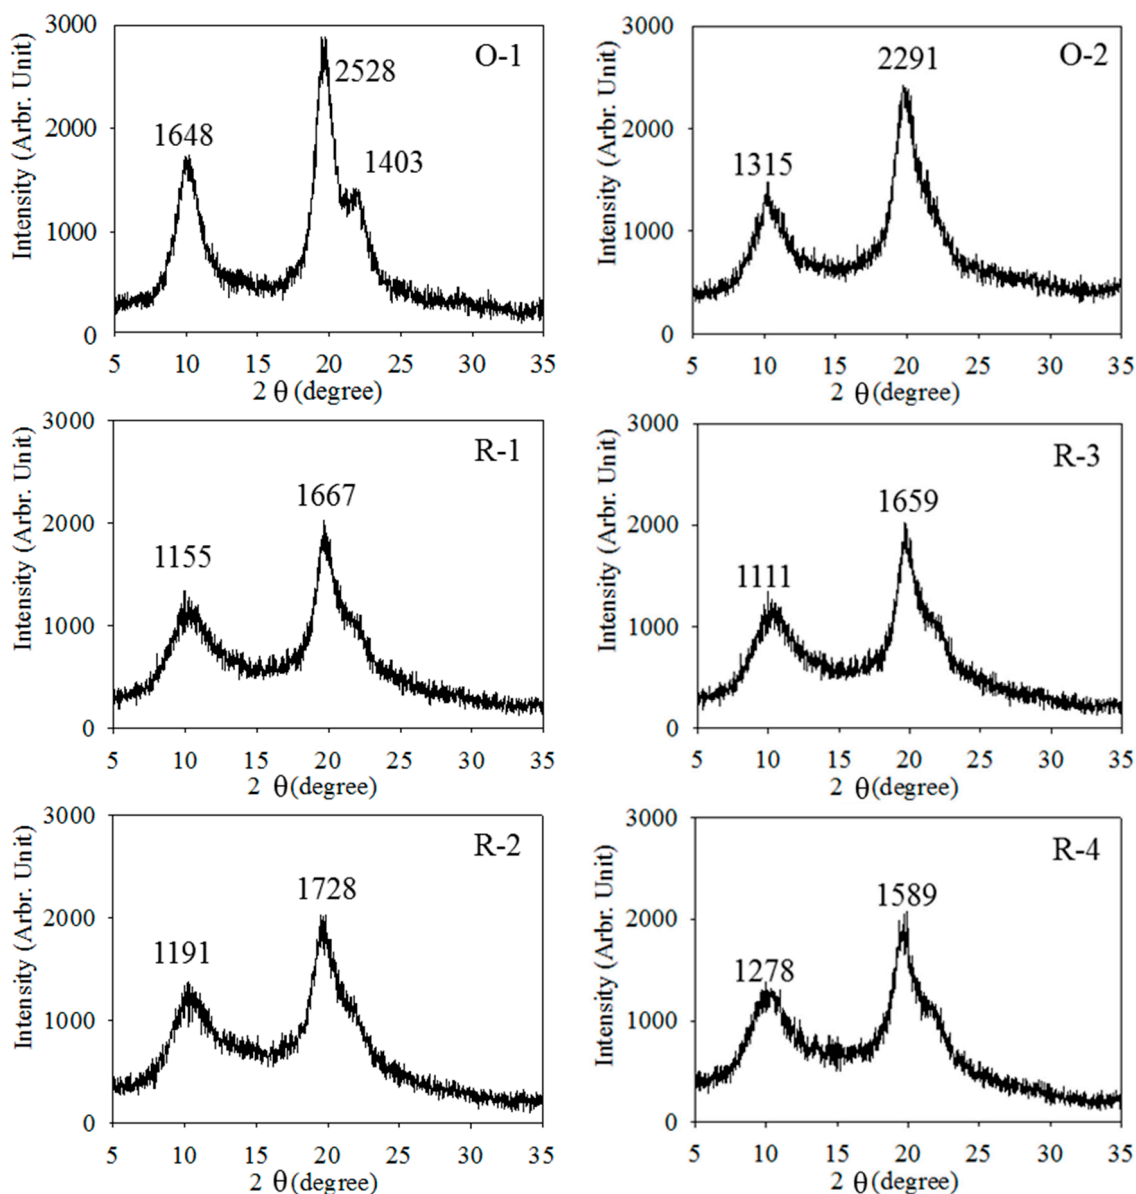 3000
2000
1000
0
Intensity (Arbr. Unit)
O-1
1648
2528
1403
5 10 15 20 25 30 35
2 θ (degree)
3000
2000
1000
0
Intensity (Arbr. Unit)
O-2
1315
2291
5 10 15 20 25 30 35
2 θ (degree)
3000
2000
1000
0
Intensity (Arbr. Unit)
R-1
1155
1667
5 10 15 20 25 30 35
2 θ (degree)
3000
2000
1000
0
Intensity (Arbr. Unit)
R-3
1111
1659
5 10 15 20 25 30 35
2 θ (degree)
3000
2000
1000
0
Intensity (Arbr. Unit)
R-2
1191
1728
5 10 15 20 25 30 35
2 θ (degree)
3000
2000
1000
0
Intensity (Arbr. Unit)
R-4
1278
1589
5 10 15 20 25 30 35
2 θ (degree)